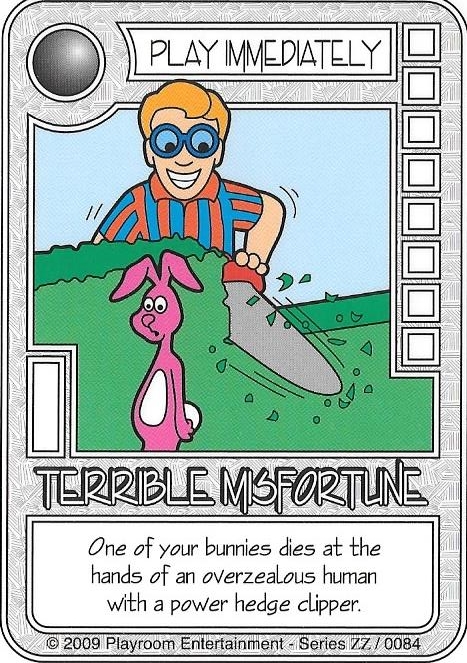 PLAY IMMEDIATELY
TERRIBLE MISFORTUNE
One of your bunnies dies at the
hands of an overzealous human
with a power hedge clipper.
© 2009 Playroom Entertainment - Series ZZ / 0084